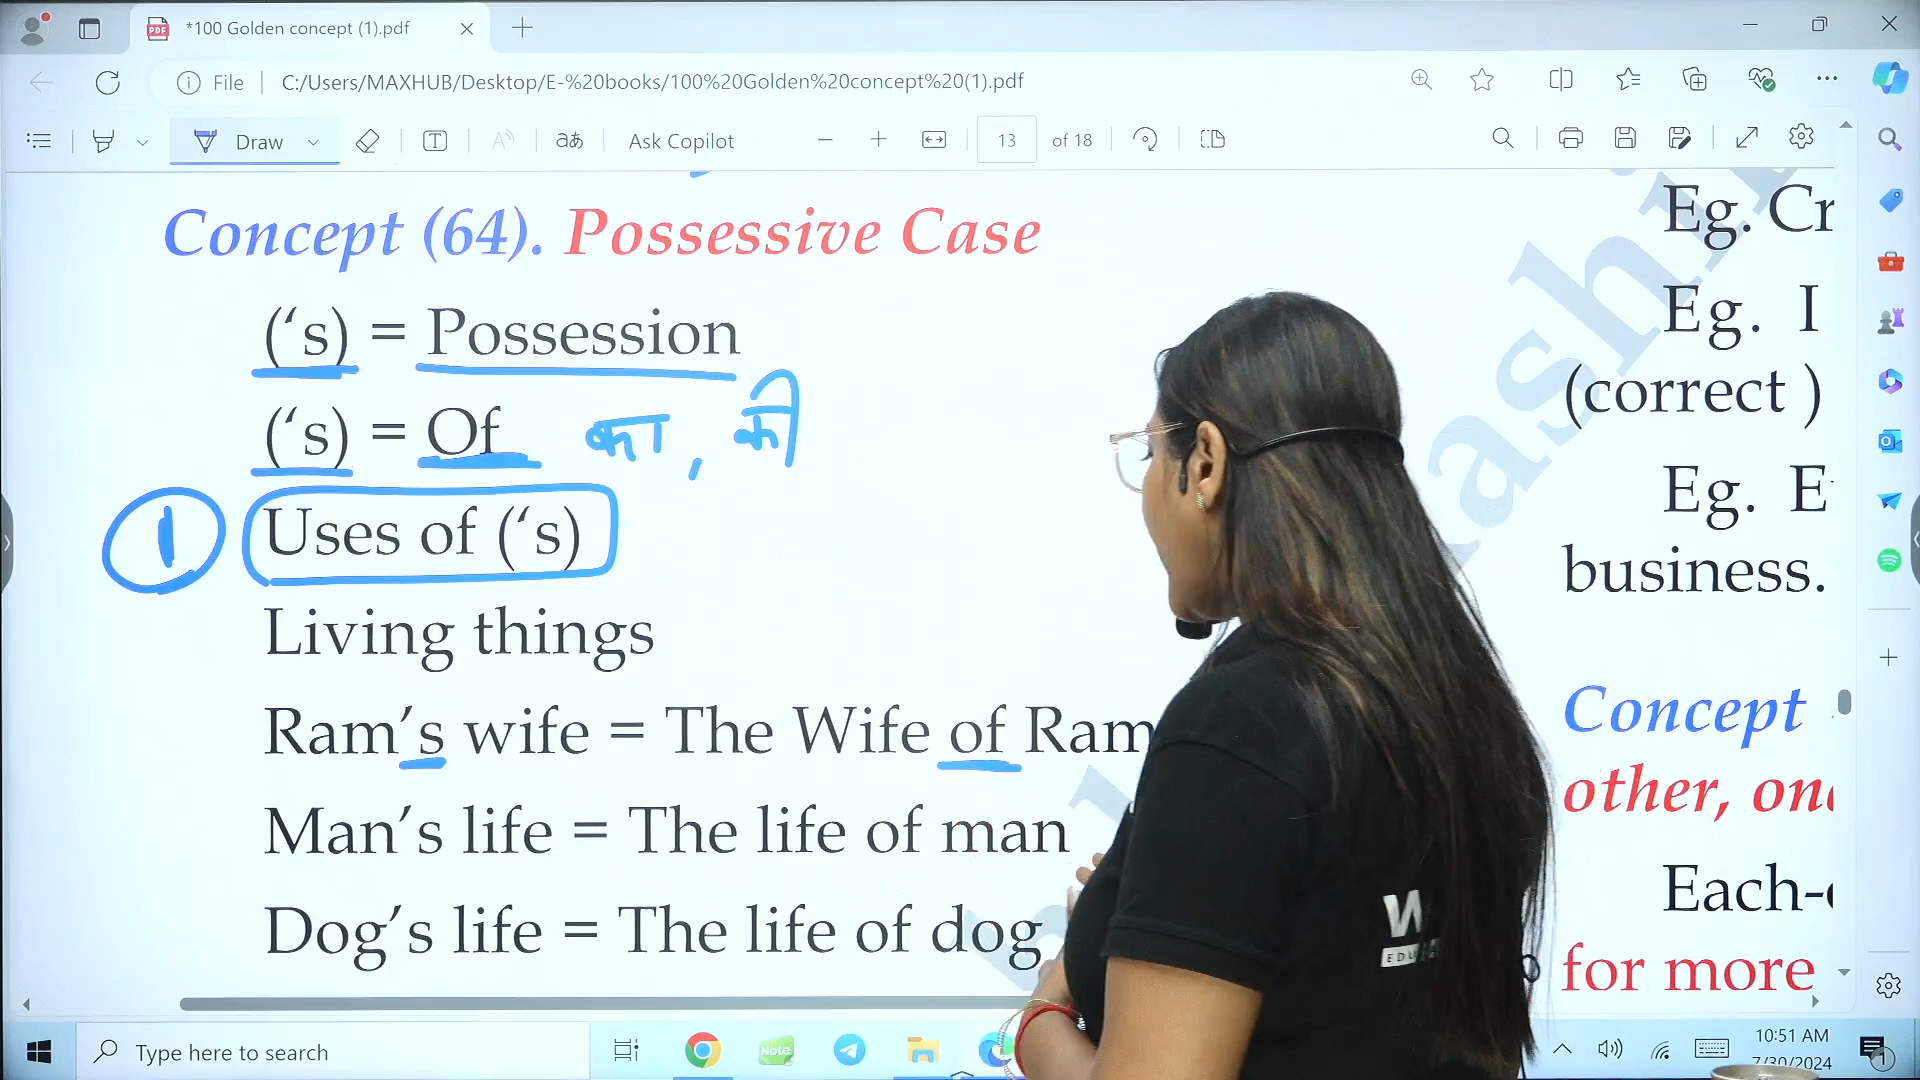 *100 Golden concept (1).pdf
File C:/Users/MAXHUB/Desktop/E-%20books/100%20Golden%20concept%20(1).pdf
Draw Ask Copilot 13 of 18
Concept (64). Possessive Case
(‘s) = Possession
(‘s) = Of का, की
1 Uses of (‘s)
Living things
Ram’s wife = The Wife of Ram
Man’s life = The life of man
Dog’s life = The life of dog
Eg. Cr
Eg. I
(correct )
Eg. E
business.
Concept
other, on
Each-
for more
Type here to search
10:51 AM
7/30/2024